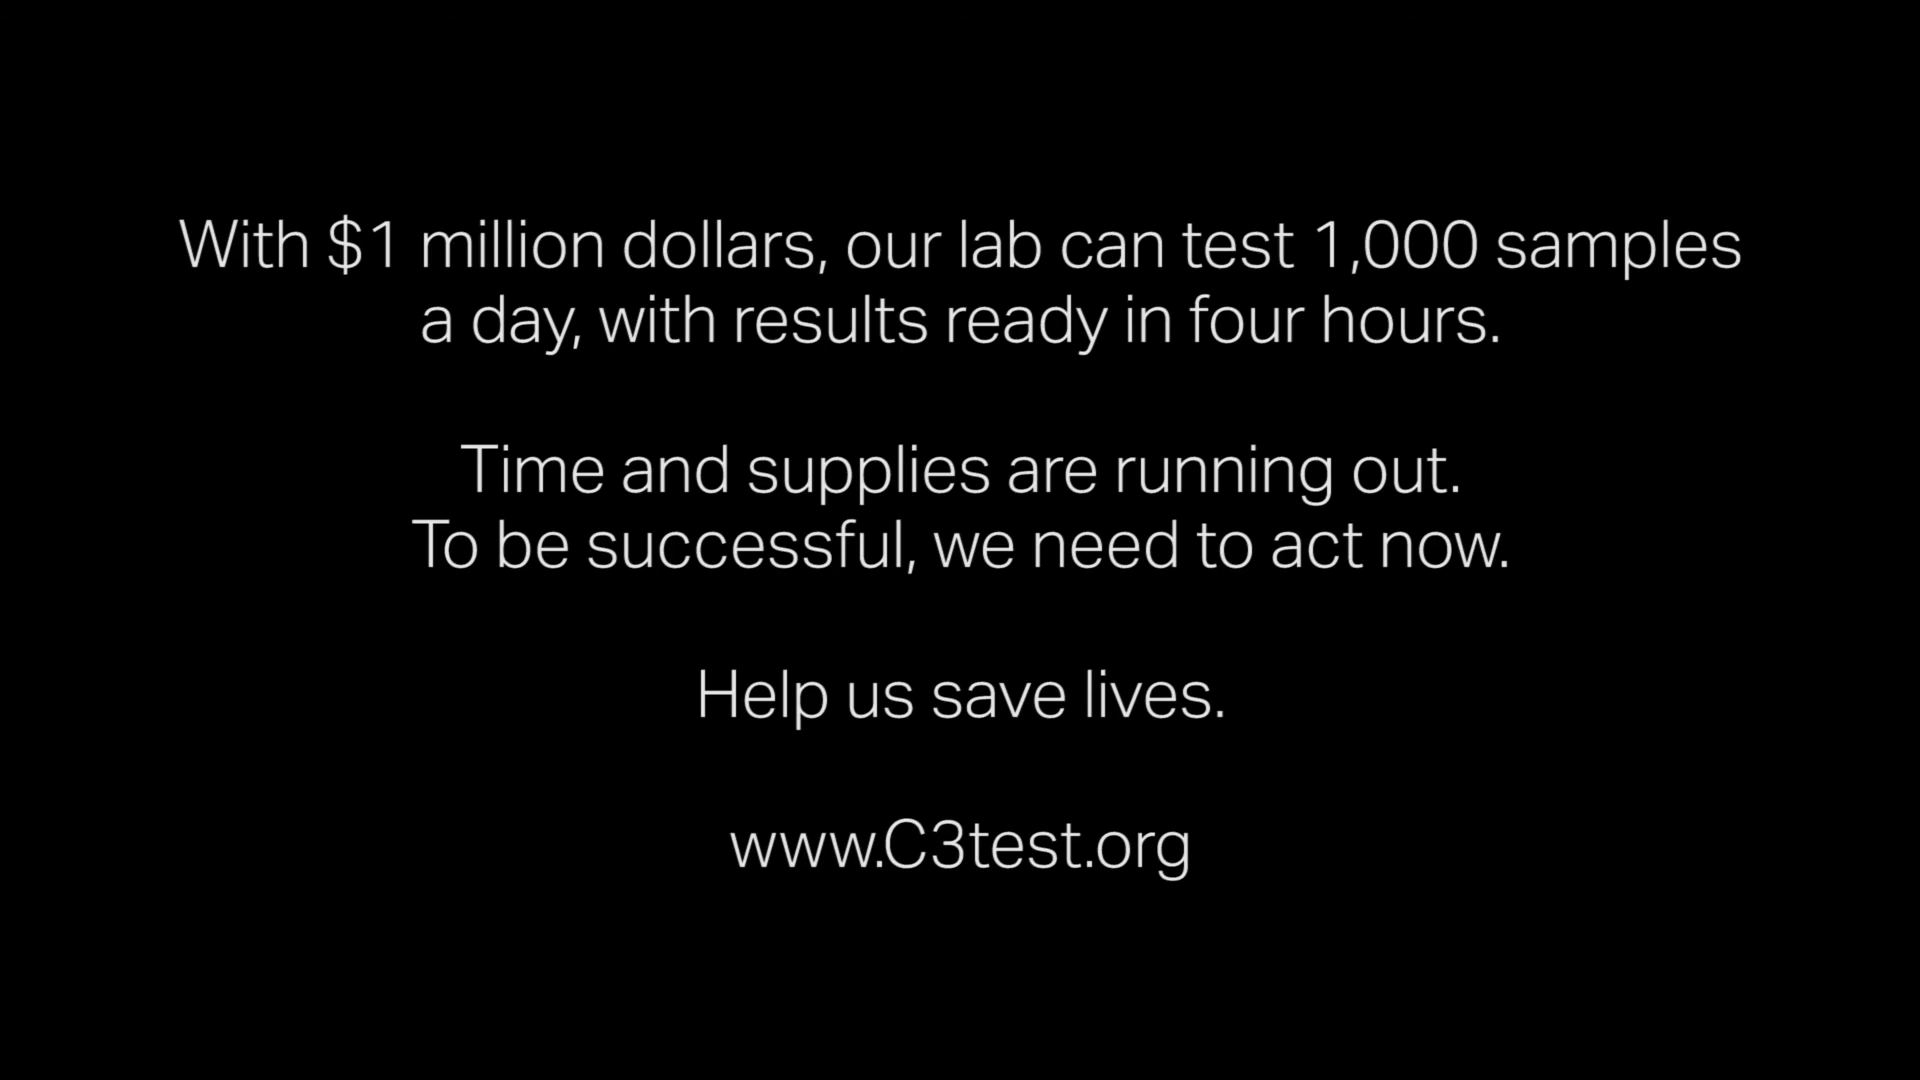 With $1 million dollars, our lab can test 1,000 samples
a day, with results ready in four hours.
Time and supplies are running out.
To be successful, we need to act now.
Help us save lives.
www.C3test.org